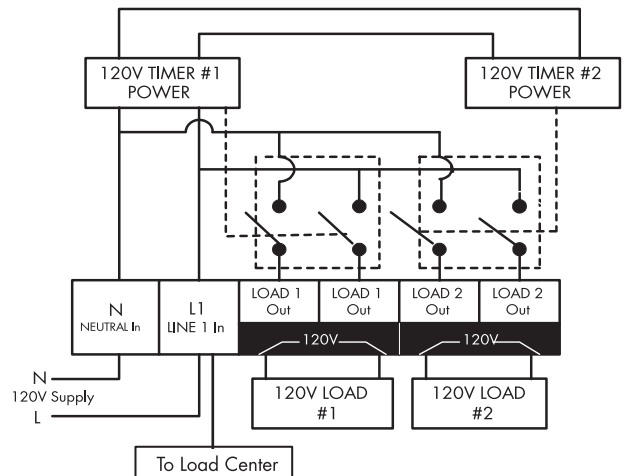 120V TIMER #1
POWER
120V TIMER #2
POWER
N
NEUTRAL In
L1
LINE 1 In
LOAD 1
Out
LOAD 1
Out
LOAD 2
Out
LOAD 2
Out
120V
120V
N
120V Supply
L
120V LOAD
#1
120V LOAD
#2
To Load Center